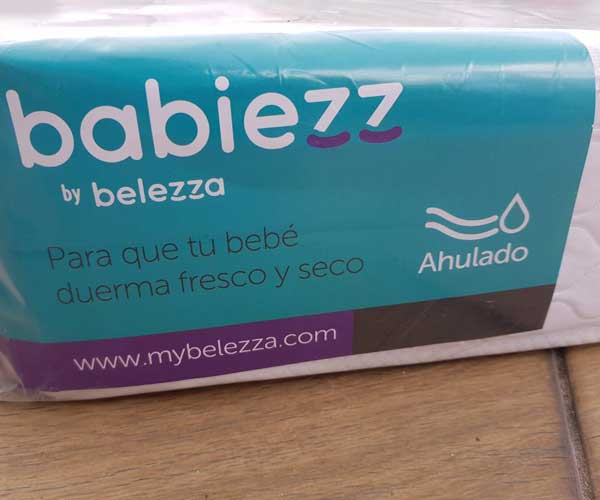 babiezz
by belezza
Para que tu bebé
duerma fresco y seco
Ahulado
www.mybelezza.com